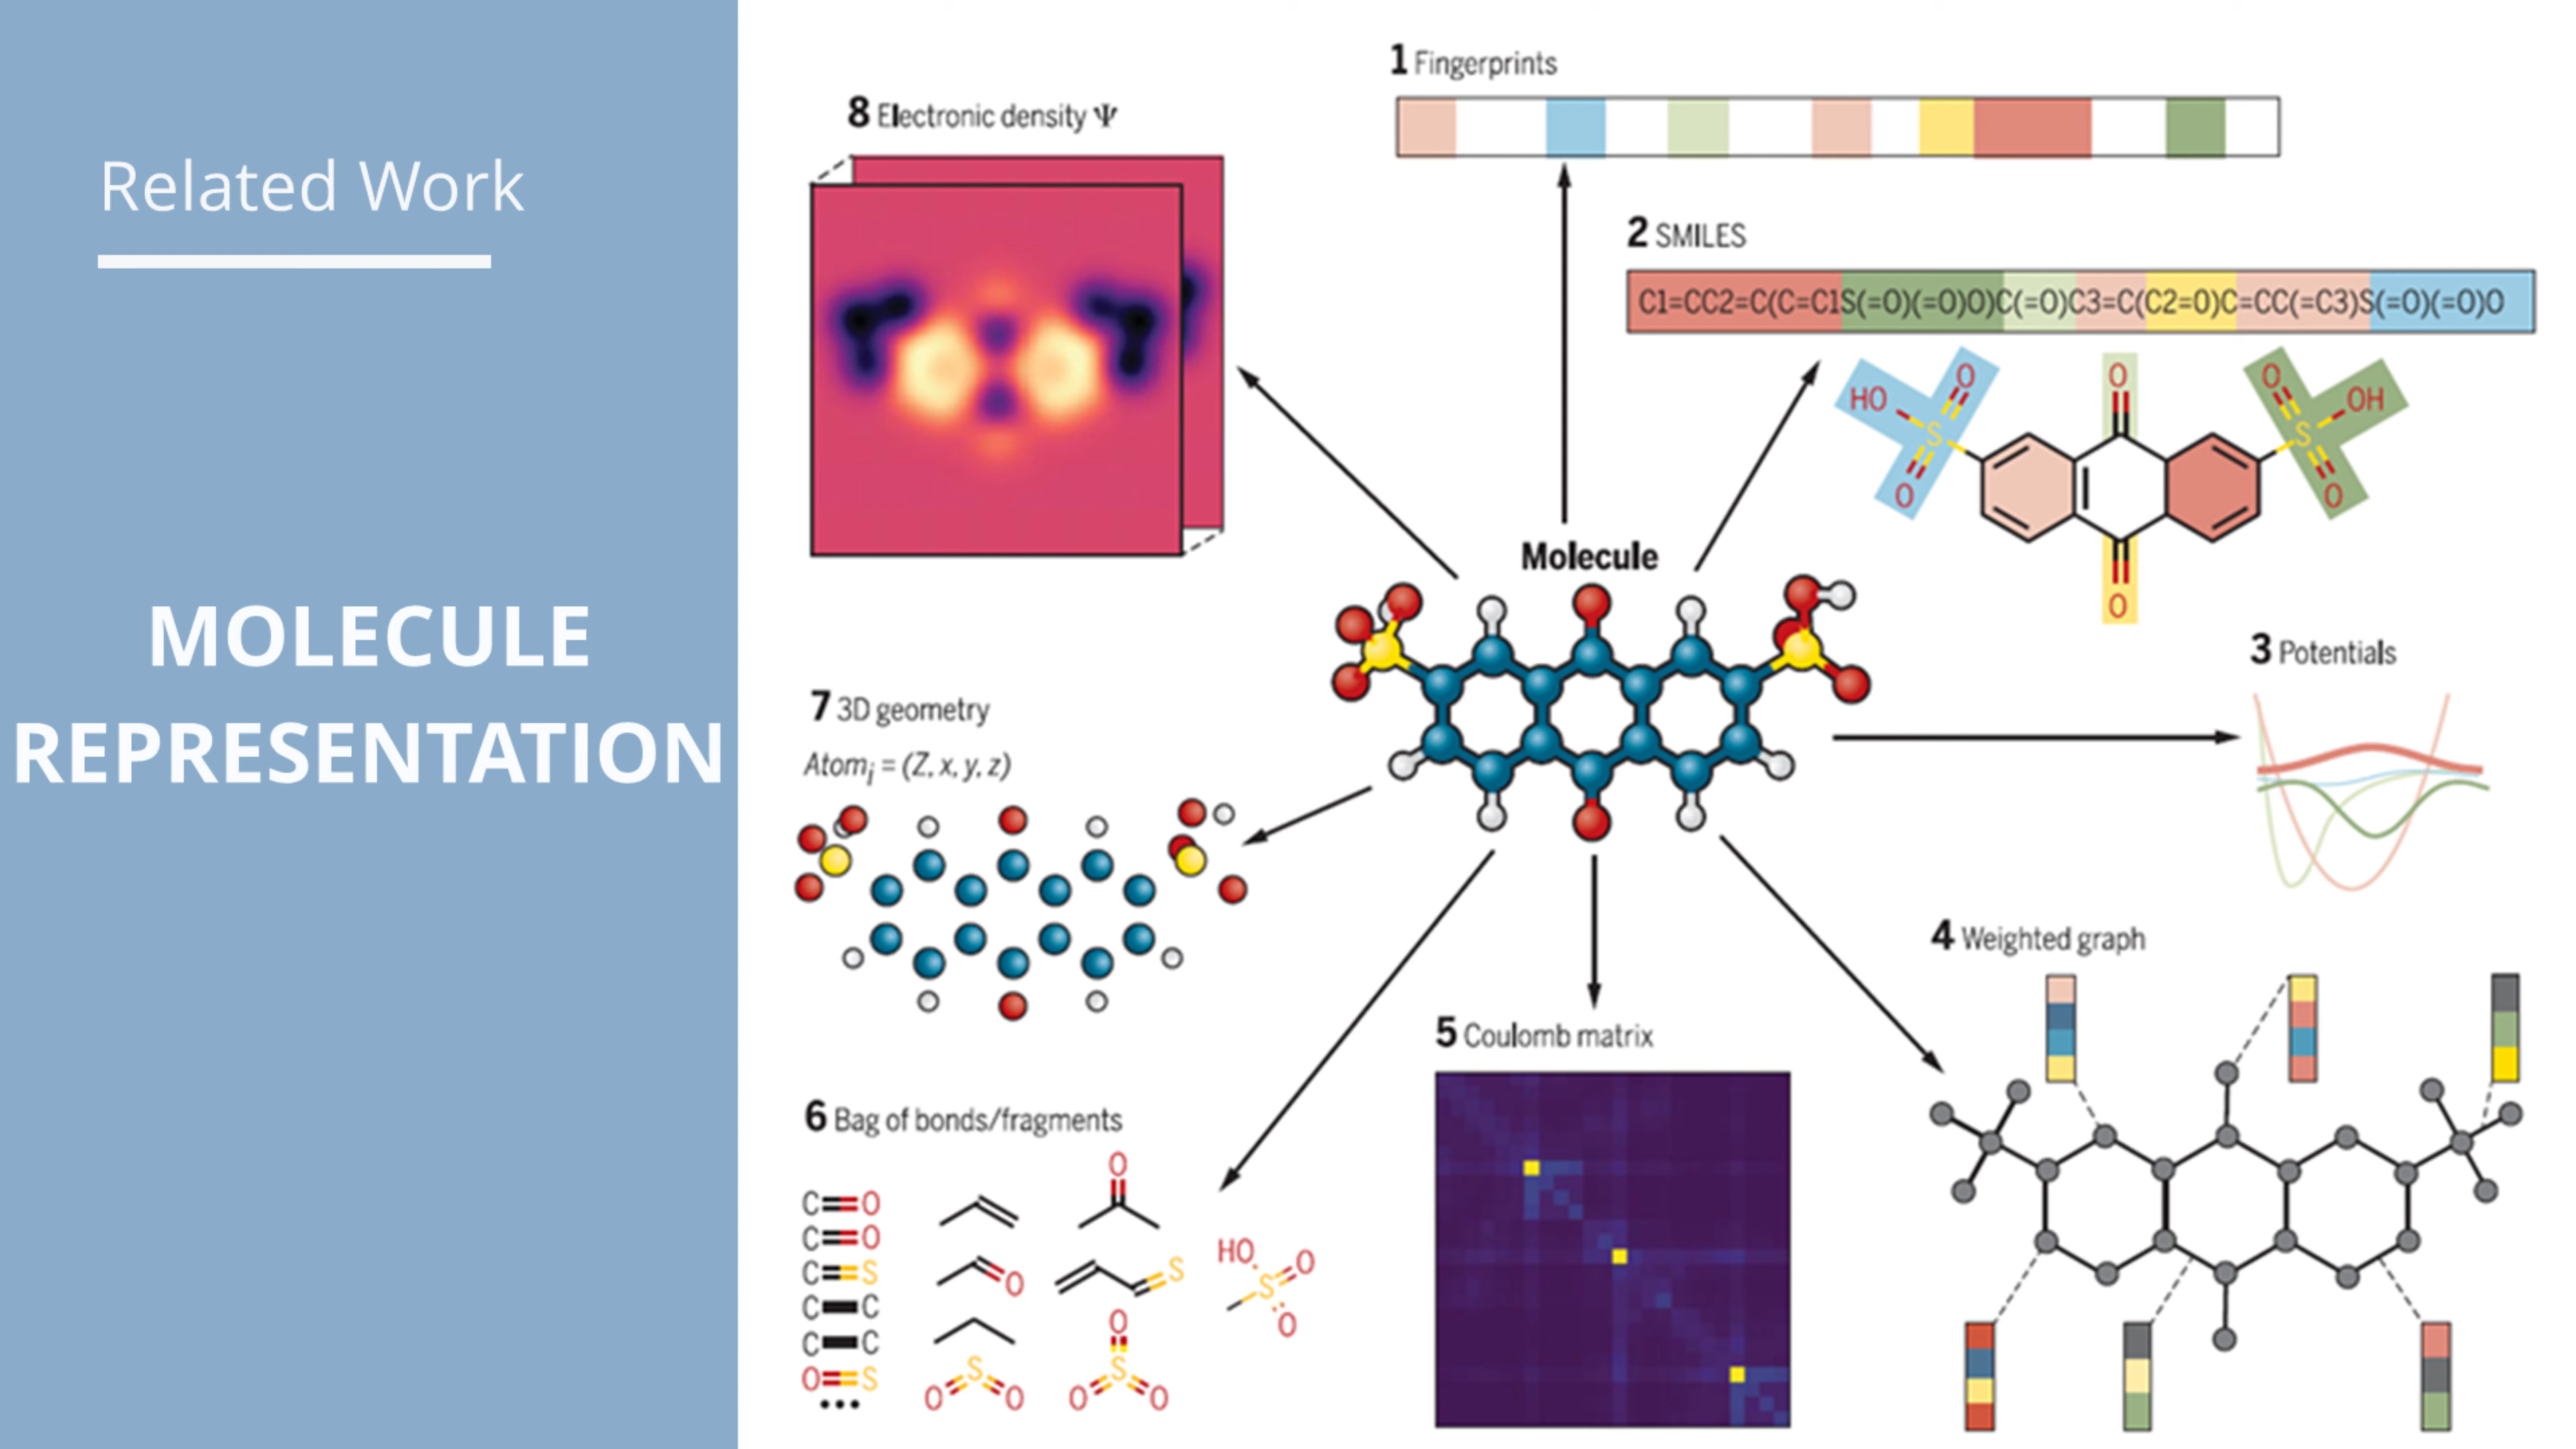 Related Work
MOLECULE
REPRESENTATION
1 Fingerprints
8 Electronic density Ψ
2 SMILES
C1=CC2=C(C=C1S(=O)(=O)O)C(=O)C3=C(C2=O)C=CC(=C3)S(=O)(=O)O
HO O S O
O
O OH S O
O
Molecule
3 Potentials
7 3D geometry
Atomi = (Z, x, y, z)
4 Weighted graph
5 Coulomb matrix
6 Bag of bonds/fragments
C=O
C=O
C=S
C C
C C
O=S
...
O
O
S
HO O
S
O
O
S
O O
S
O O